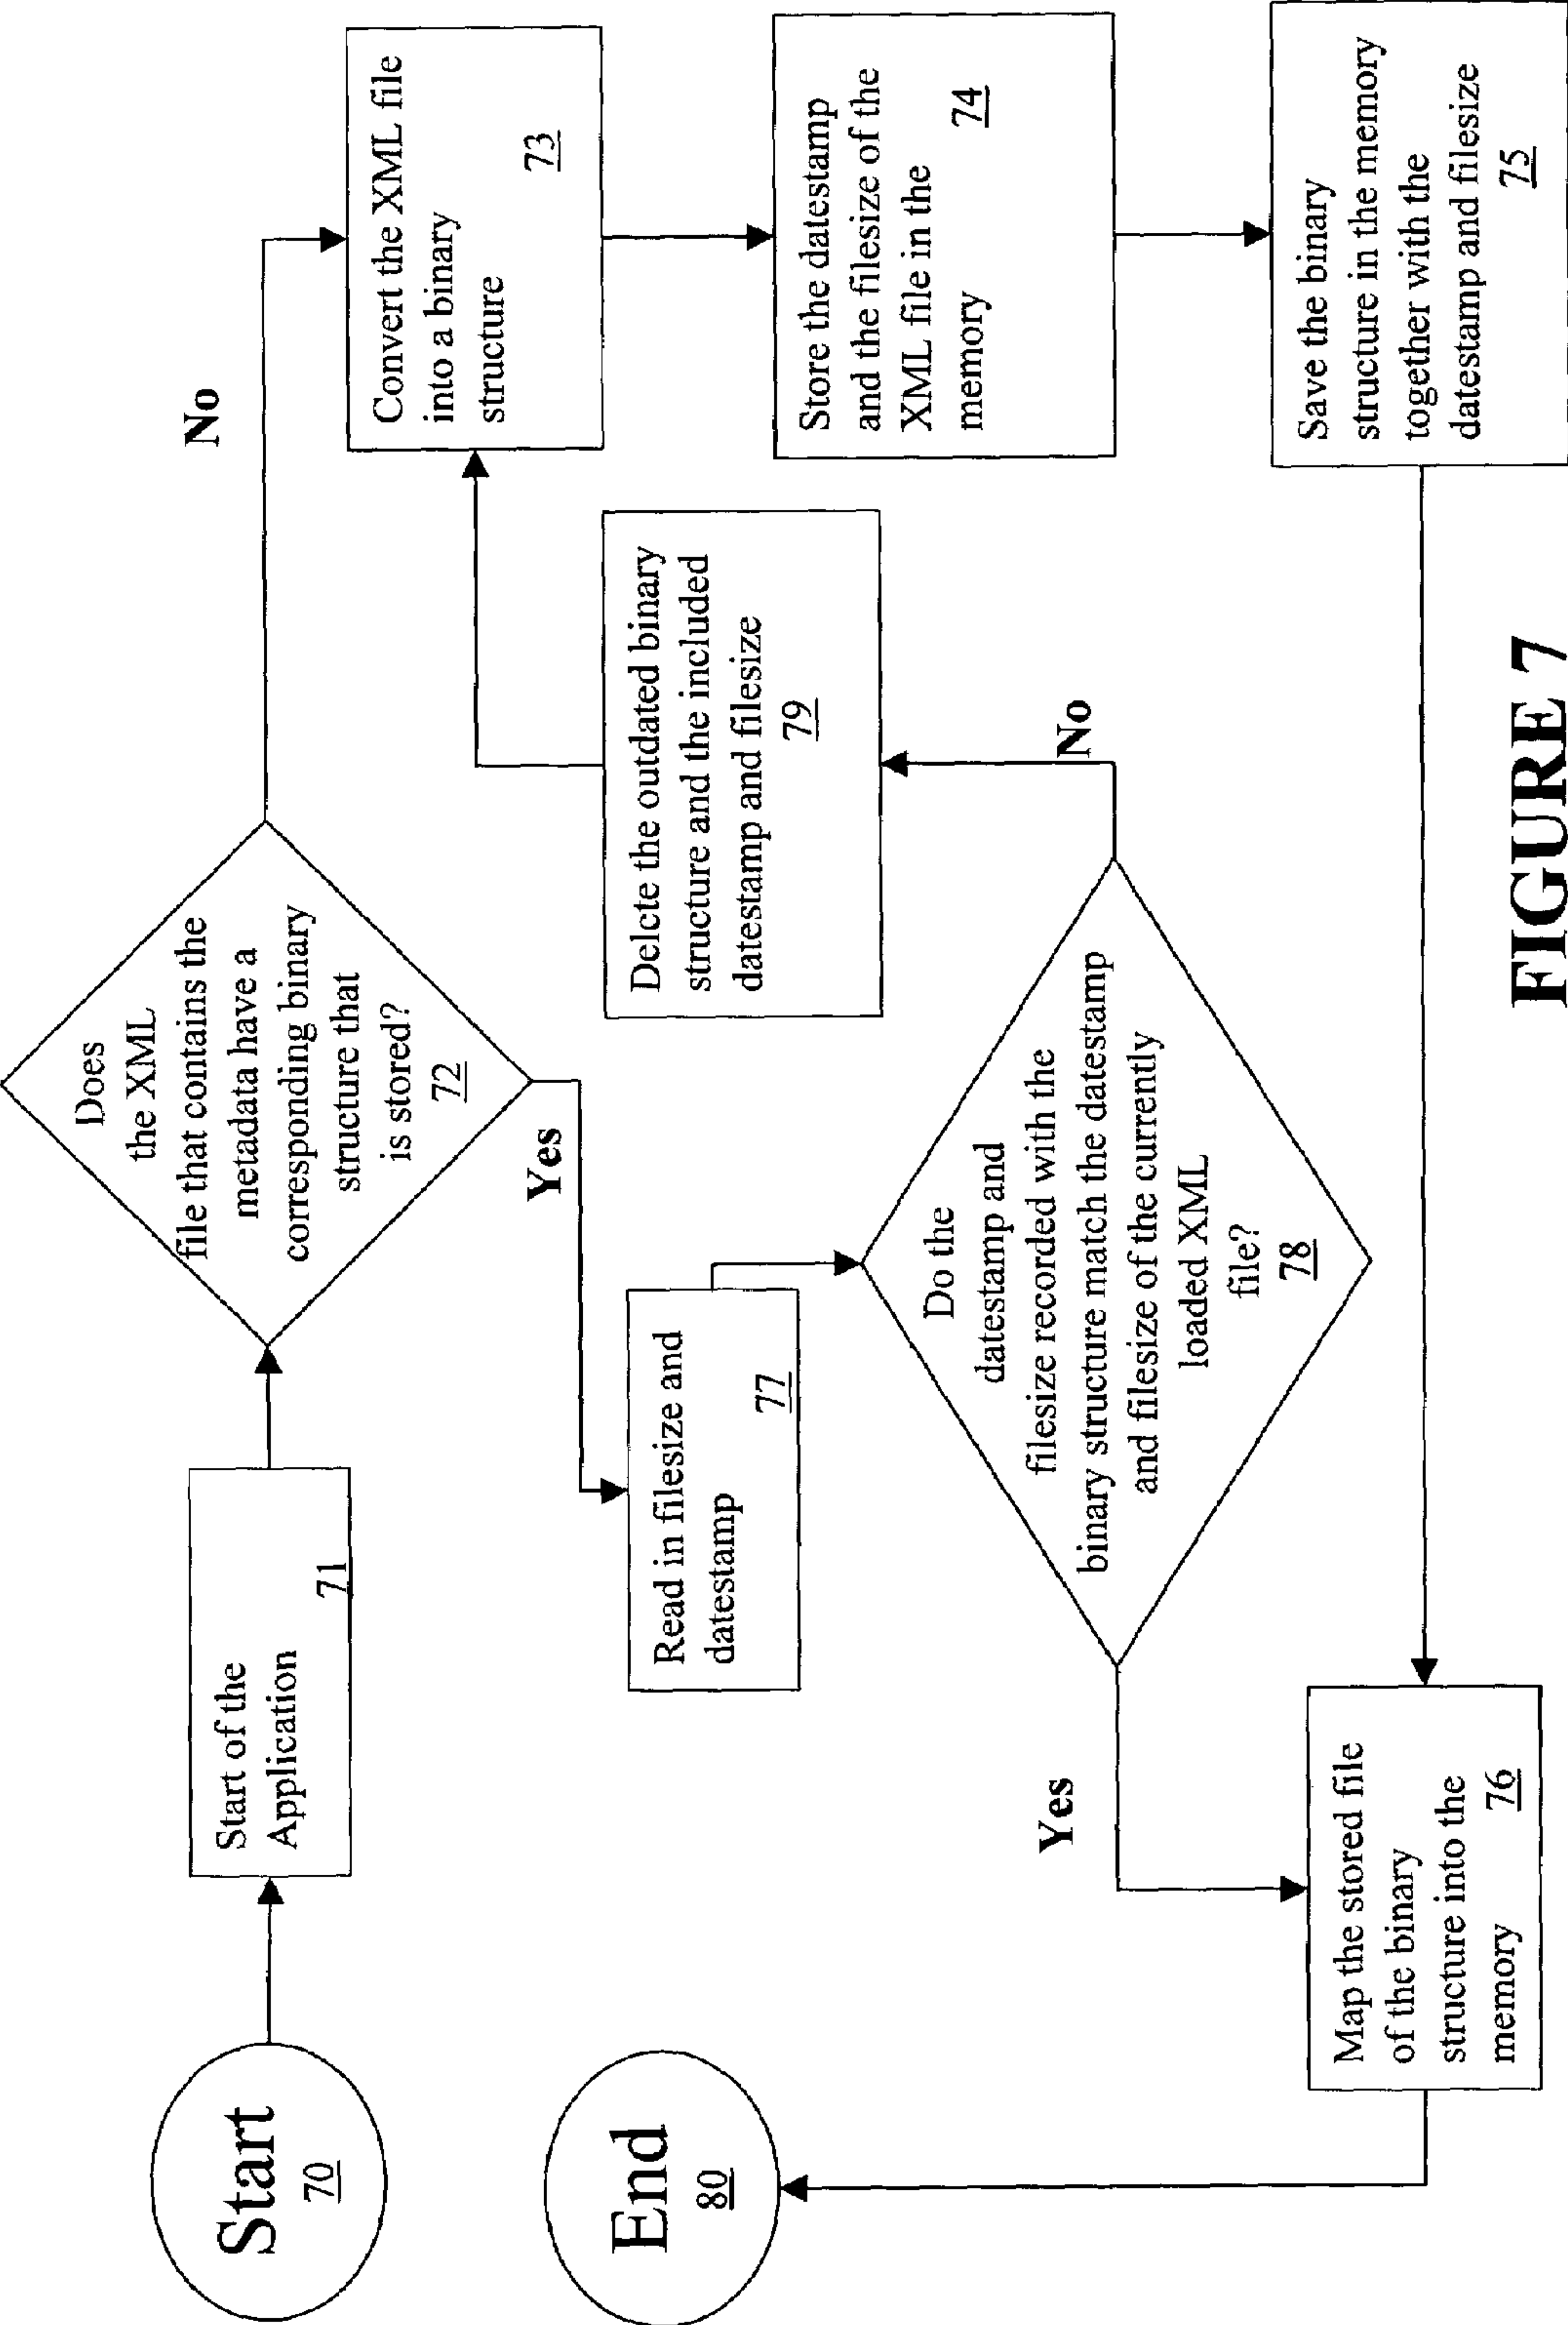 Start
70
Start of the
Application
71
Does
the XML
file that contains the
metadata have a
corresponding binary
structure that
is stored?
72
No
Yes
Convert the XML file
into a binary
structure
73
Store the datestamp
and the filesize of the
XML file in the
memory
74
Save the binary
structure in the memory
together with the
datestamp and filesize
75
Read in filesize and
datestamp
77
Do the
datestamp and
filesize recorded with the
binary structure match the datestamp
and filesize of the currently
loaded XML
file?
78
No
Yes
Delete the outdated binary
structure and the included
datestamp and filesize
79
Map the stored file
of the binary
structure into the
memory
76
End
80
FIGURE 7